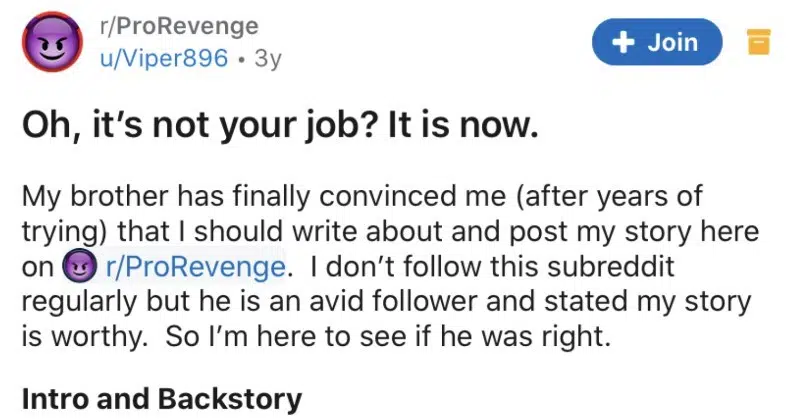 r/ProRevenge
u/Viper896 • 3y
+ Join
Oh, it’s not your job? It is now.
My brother has finally convinced me (after years of
trying) that I should write about and post my story here
on r/ProRevenge.  I don’t follow this subreddit
regularly but he is an avid follower and stated my story
is worthy.  So I’m here to see if he was right.
Intro and Backstory